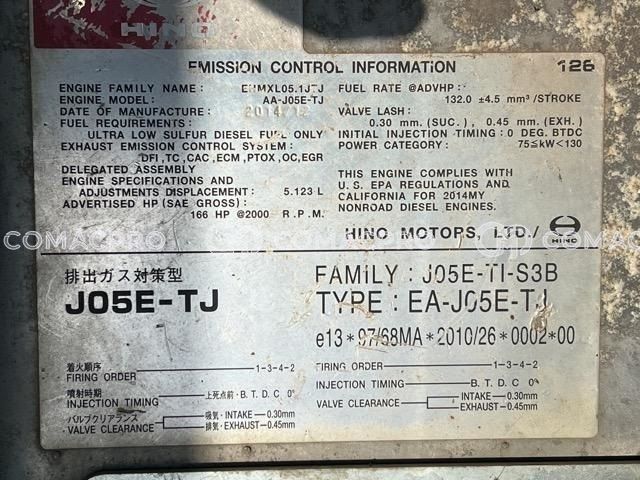 HINO
EMISSION CONTROL INFORMATION 126
ENGINE FAMILY NAME: EHMXL05.1JTJ
ENGINE MODEL: AA-J05E-TJ
DATE OF MANUFACTURE: 2014/12
FUEL REQUIREMENTS:
ULTRA LOW SULFUR DIESEL FUEL ONLY
EXHAUST EMISSION CONTROL SYSTEM:
DFI,TC,CAC,ECM,PTOX,OC,EGR
DELEGATED ASSEMBLY
ENGINE SPECIFICATIONS AND
ADJUSTMENTS DISPLACEMENT: 5.123 L
ADVERTISED HP (SAE GROSS):
166 HP @2000 R.P.M.
FUEL RATE @ADVHP:
132.0 ±4.5 mm³/STROKE
VALVE LASH:
0.30 mm (SUC.), 0.45 mm (EXH.)
INITIAL INJECTION TIMING: 0 DEG. BTDC
POWER CATEGORY: 75≦kW<130
THIS ENGINE COMPLIES WITH
U.S. EPA REGULATIONS AND
CALIFORNIA FOR 2014MY
NONROAD DIESEL ENGINES.
HINO MOTORS, LTD./ HINO
COMACPRO COMACPRO COMACPRO COMACPRO
排出ガス対策型
J05E-TJ
着火順序
FIRING ORDER 1-3-4-2
噴射時期
INJECTION TIMING 上死点前・B.T.D.C 0°
バルブクリアランス
VALVE CLEARANCE 吸気・INTAKE-0.30mm
排気・EXHAUST-0.45mm
FAMILY: J05E-TI-S3B
TYPE: EA-J05E-TJ
e13*97/68MA*2010/26*0002*00
FIRING ORDER 1-3-4-2
INJECTION TIMING B.T.D.C 0°
VALVE CLEARANCE INTAKE-0.30mm
EXHAUST-0.45mm